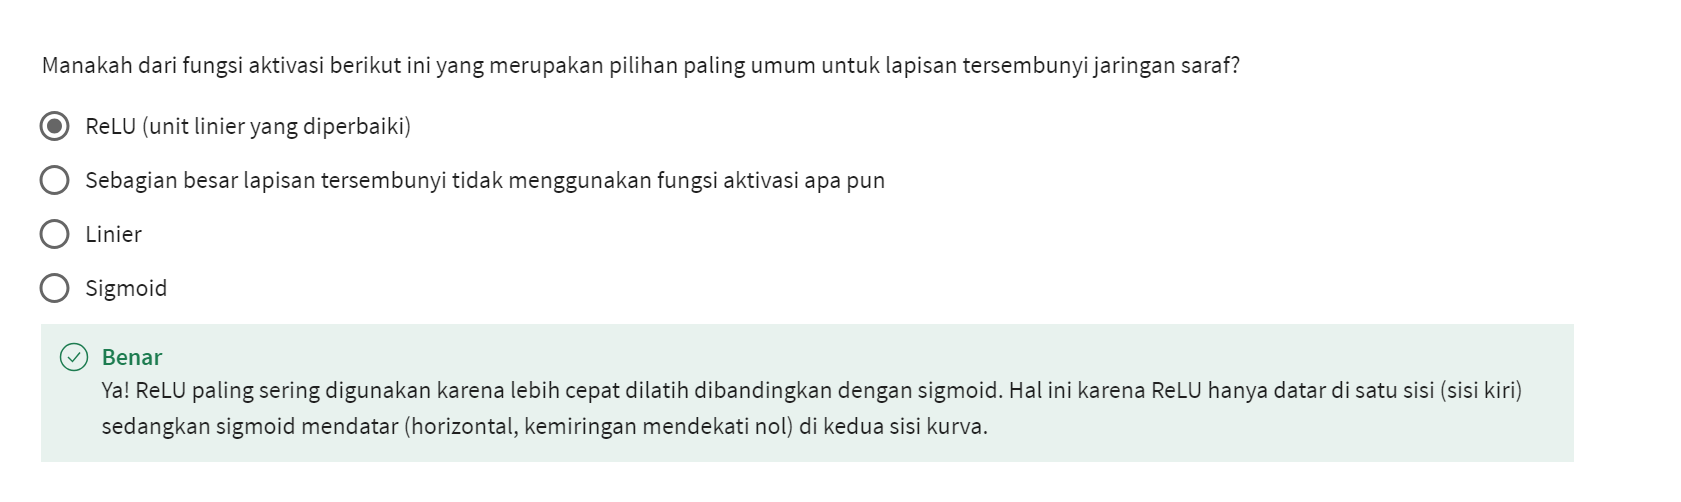 Manakah dari fungsi aktivasi berikut ini yang merupakan pilihan paling umum untuk lapisan tersembunyi jaringan saraf?
ReLU (unit linier yang diperbaiki)
Sebagian besar lapisan tersembunyi tidak menggunakan fungsi aktivasi apa pun
Linier
Sigmoid
Benar
Ya! ReLU paling sering digunakan karena lebih cepat dilatih dibandingkan dengan sigmoid. Hal ini karena ReLU hanya datar di satu sisi (sisi kiri)
sedangkan sigmoid mendatar (horizontal, kemiringan mendekati nol) di kedua sisi kurva.